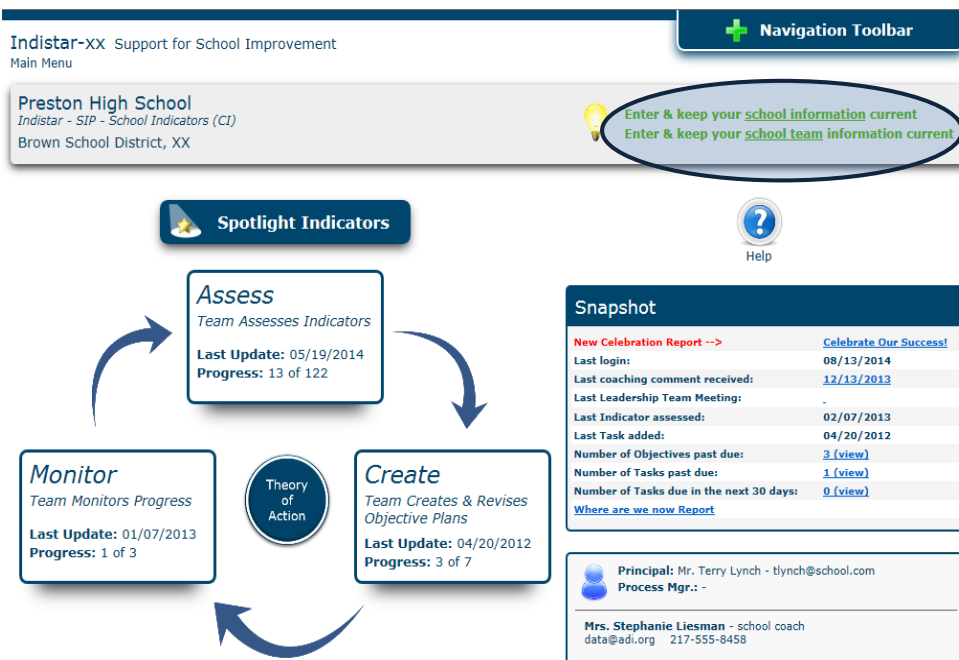 Navigation Toolbar
Indistar-XX Support for School Improvement
Main Menu
Preston High School
Indistar - SIP - School Indicators (CI)
Brown School District, XX
Enter & keep your school information current
Enter & keep your school team information current
Spotlight Indicators
?
Help
Assess
Team Assesses Indicators
Last Update: 05/19/2014
Progress: 13 of 122
Monitor
Team Monitors Progress
Last Update: 01/07/2013
Progress: 1 of 3
Theory
of
Action
Create
Team Creates & Revises
Objective Plans
Last Update: 04/20/2012
Progress: 3 of 7
Snapshot
New Celebration Report --> Celebrate Our Success!
Last login: 08/13/2014
Last coaching comment received: 12/13/2013
Last Leadership Team Meeting: -
Last Indicator assessed: 02/07/2013
Last Task added: 04/20/2012
Number of Objectives past due: 3 (view)
Number of Tasks past due: 1 (view)
Number of Tasks due in the next 30 days: 0 (view)
Where are we now Report
Principal: Mr. Terry Lynch - tlynch@school.com
Process Mgr.: -
Mrs. Stephanie Liesman - school coach
data@adi.org 217-555-8458